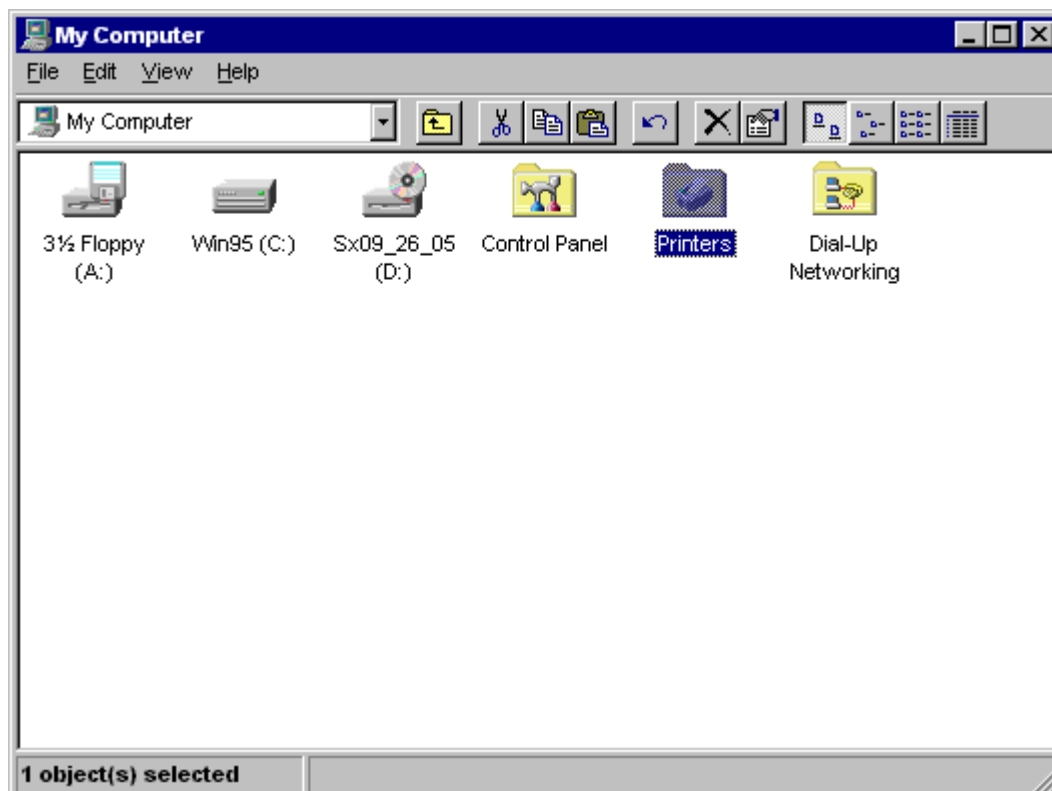 My Computer
File Edit View Help
My Computer
3½ Floppy (A:)
Win95 (C:)
Sx09_26_05 (D:)
Control Panel
Printers
Dial-Up Networking
1 object(s) selected